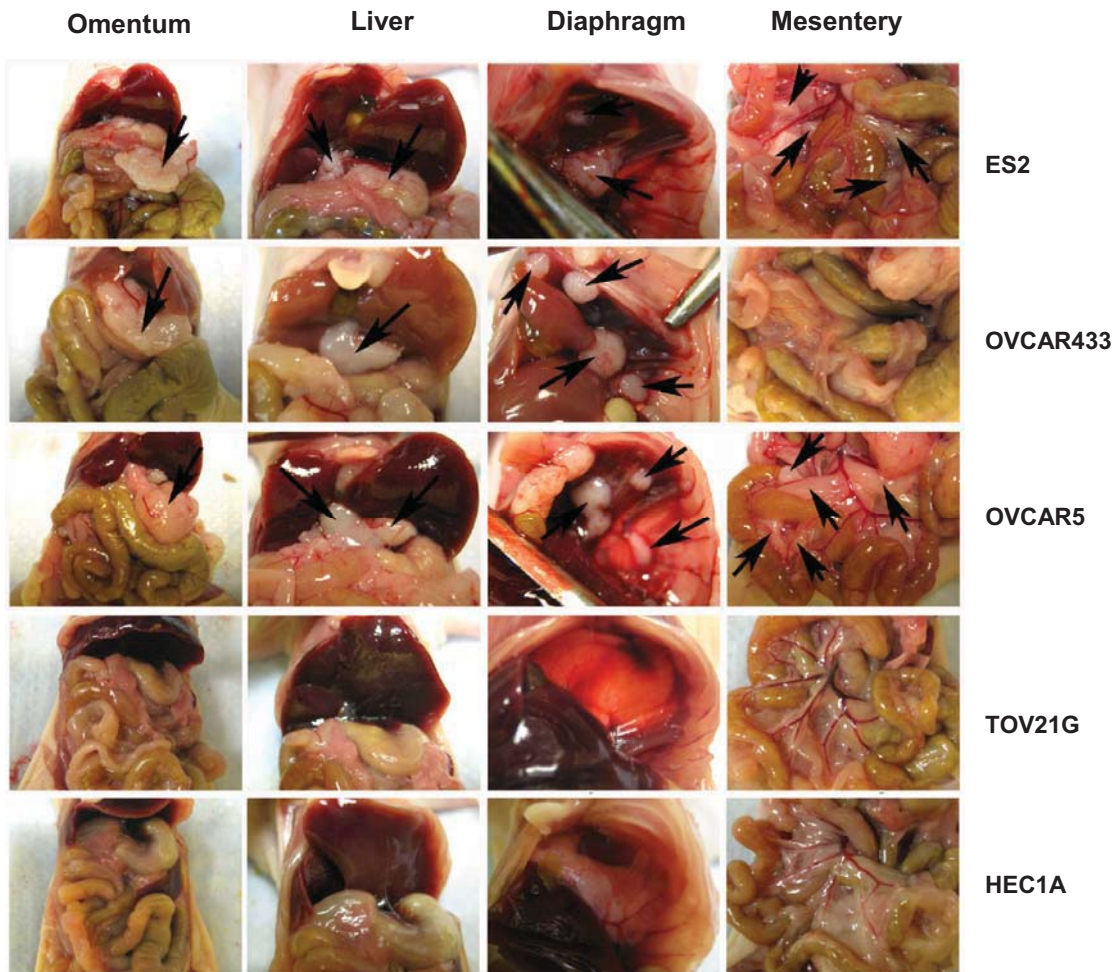 Omentum Liver Diaphragm Mesentery
ES2
OVCAR433
OVCAR5
TOV21G
HEC1A